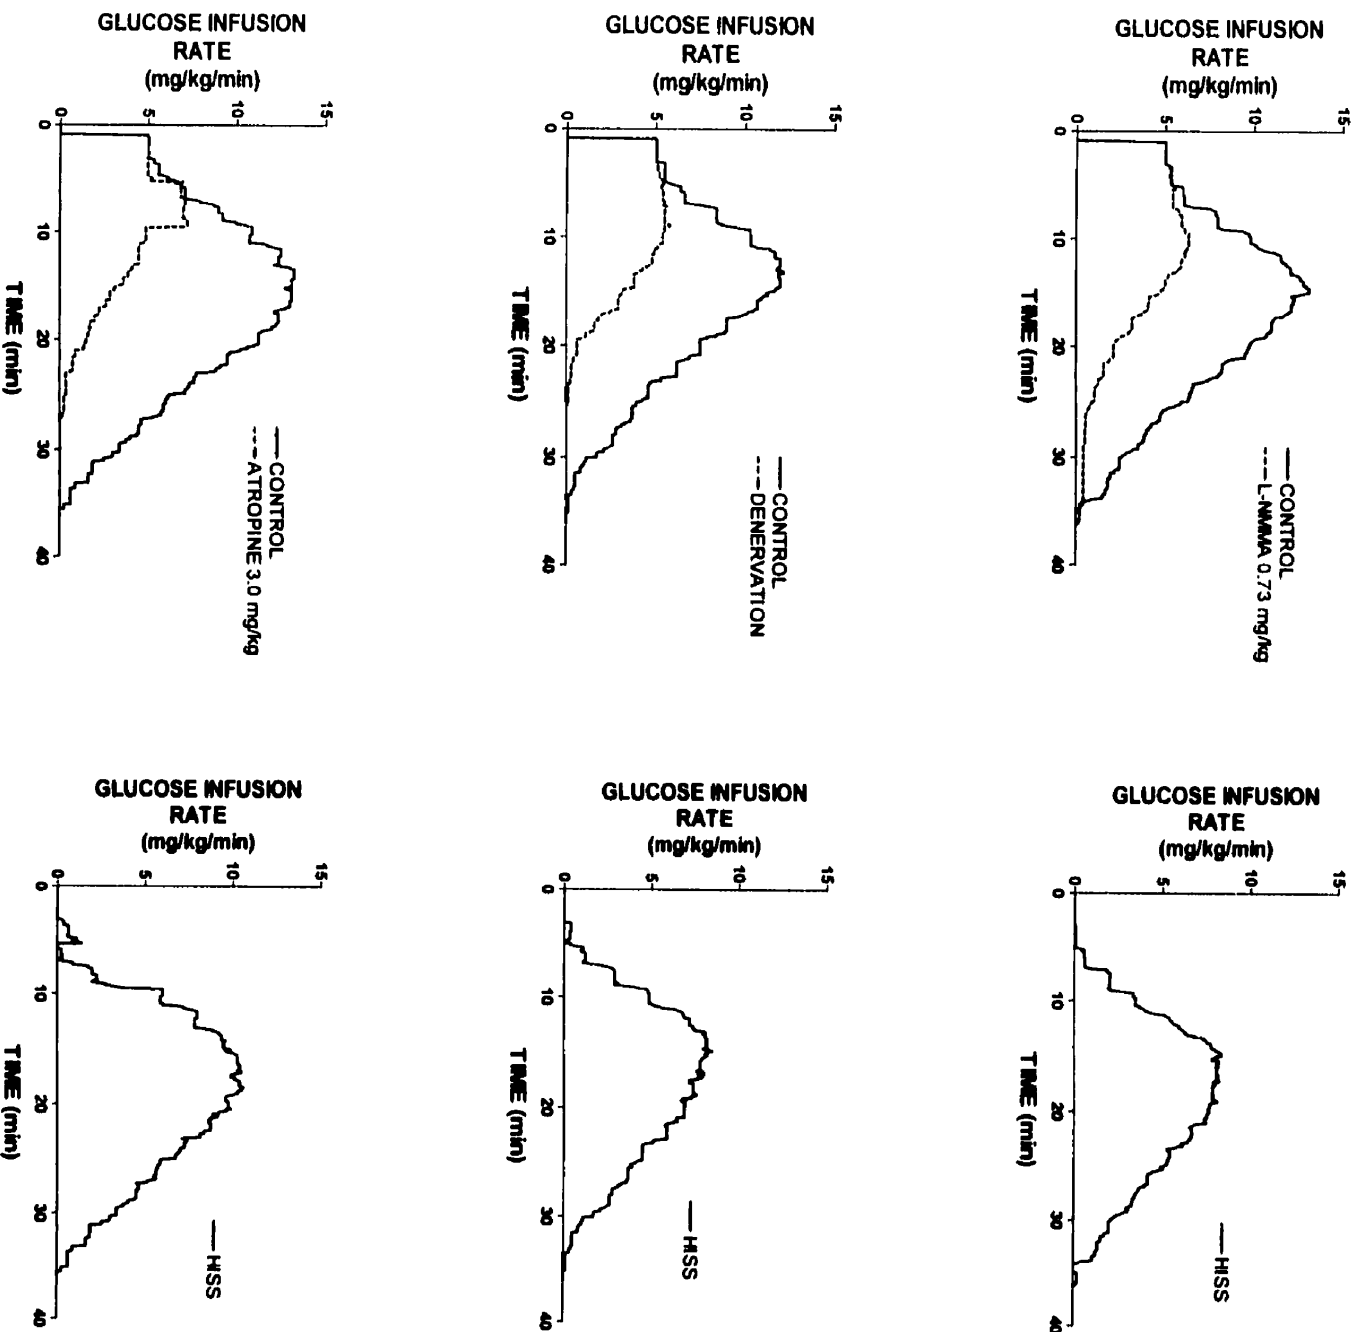 GLUCOSE INFUSION
RATE
(mg/kg/min)
0 5 10 15
0 10 20 30 40
TIME (min)
CONTROL
ATROPINE 3.0 mg/kg
GLUCOSE INFUSION
RATE
(mg/kg/min)
0 5 10 15
0 10 20 30 40
TIME (min)
CONTROL
DENERVATION
GLUCOSE INFUSION
RATE
(mg/kg/min)
0 5 10 15
0 10 20 30 40
TIME (min)
CONTROL
L-NMMA 0.73 mg/kg
GLUCOSE INFUSION
RATE
(mg/kg/min)
0 5 10 15
0 10 20 30 40
TIME (min)
HISS
GLUCOSE INFUSION
RATE
(mg/kg/min)
0 5 10 15
0 10 20 30 40
TIME (min)
HISS
GLUCOSE INFUSION
RATE
(mg/kg/min)
0 5 10 15
0 10 20 30 40
TIME (min)
HISS